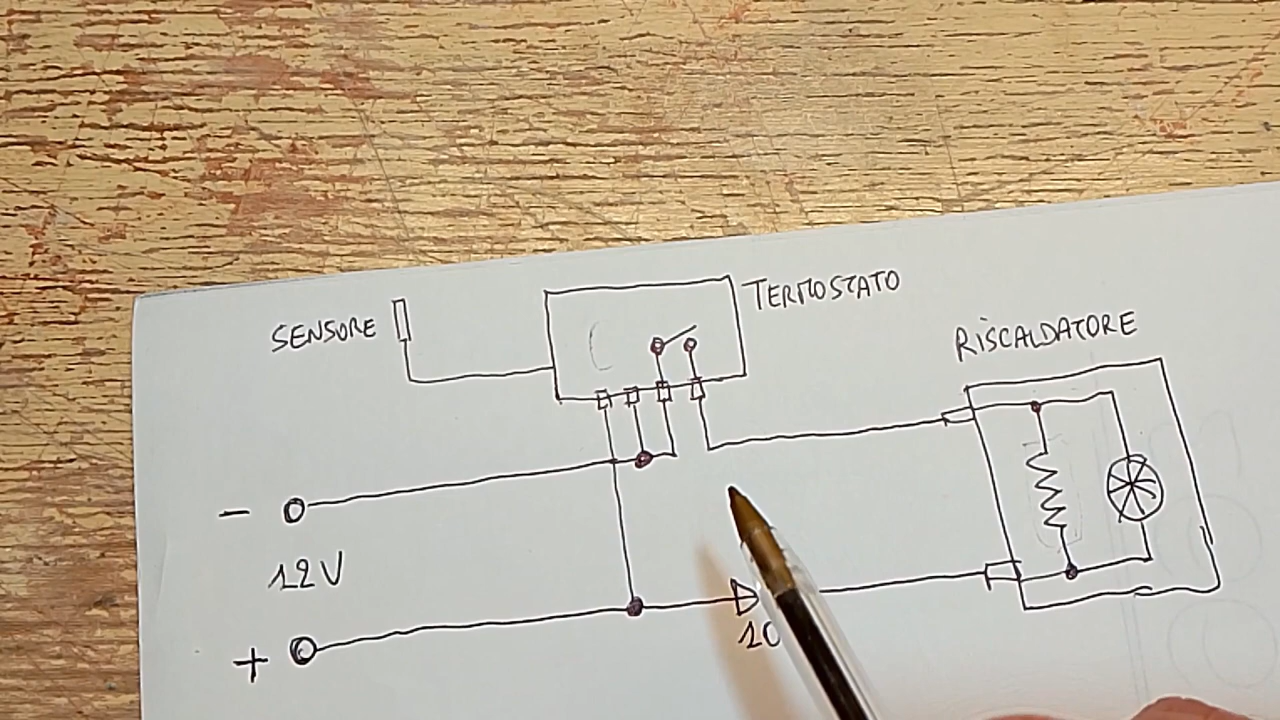 TERMOSTATO
SENSORE
RISCALDATORE
-
12V
+